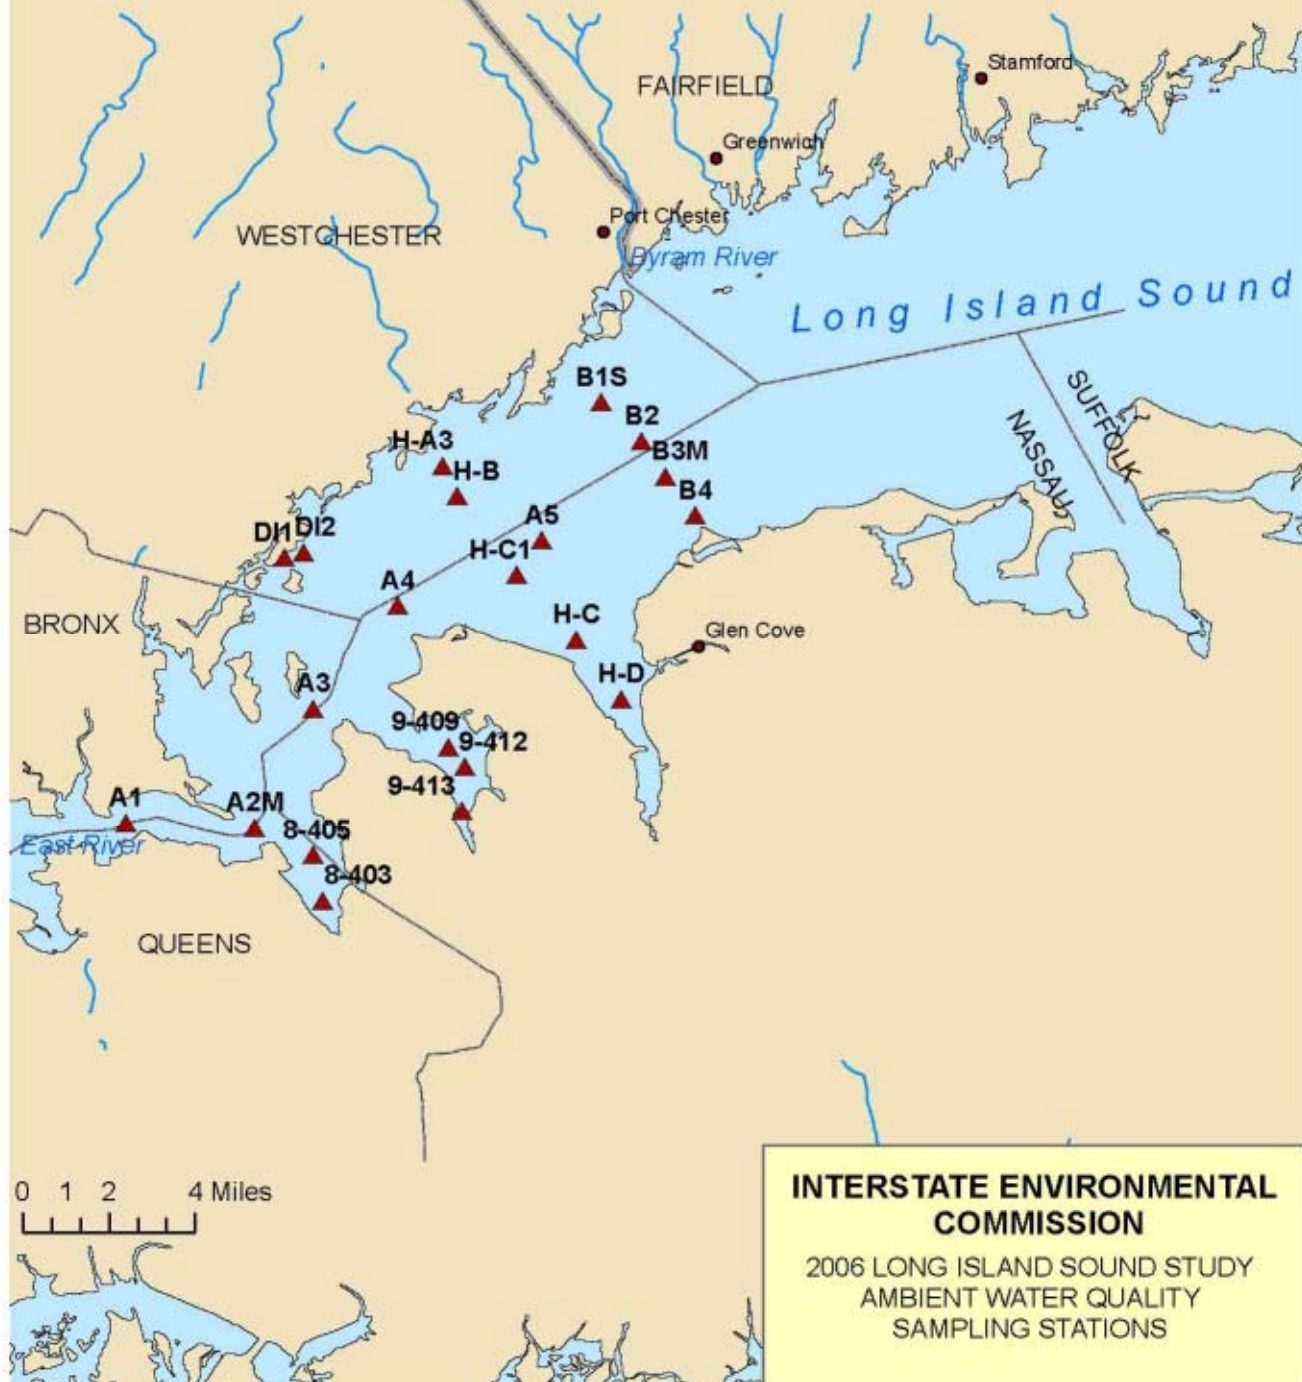 Stamford
FAIRFIELD
Greenwich
Port Chester
WESTCHESTER
Byram River
Long Island Sound
B1S
SUFFOLK
B2
NASSAU
H-A3
B3M
H-B
B4
A5
DI1
DI2
H-C1
A4
H-C
BRONX
Glen Cove
H-D
A3
9-409
9-412
9-413
A1
A2M
8-405
East River
8-403
QUEENS
0 1 2 4 Miles
INTERSTATE ENVIRONMENTAL
COMMISSION
2006 LONG ISLAND SOUND STUDY
AMBIENT WATER QUALITY
SAMPLING STATIONS